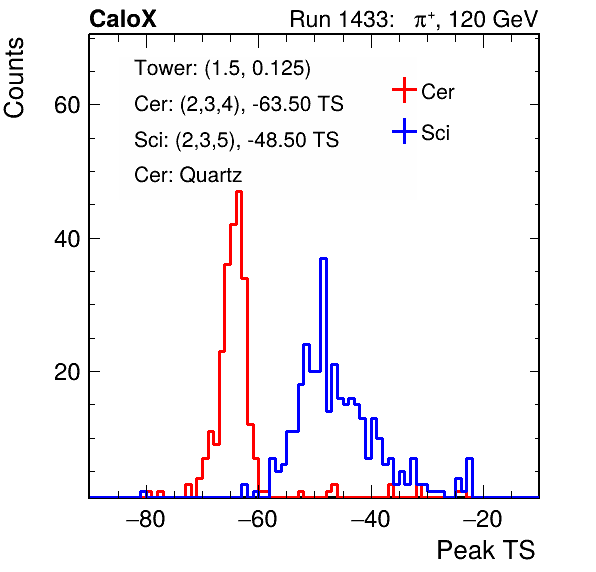 CaloX Run 1433: π⁺, 120 GeV
Counts
Tower: (1.5, 0.125)
Cer: (2,3,4), -63.50 TS
Sci: (2,3,5), -48.50 TS
Cer: Quartz
Cer
Sci
60
40
20
−80 −60 −40 −20
Peak TS